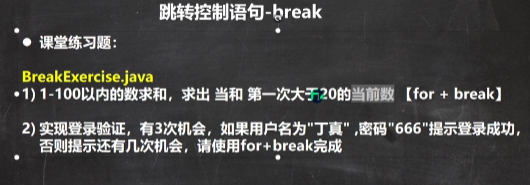 跳转控制语句-break
● 课堂练习题：
BreakExercise.java
1) 1-100以内的数求和，求出 当和 第一次大于20的当前数 【for + break】
2) 实现登录验证，有3次机会，如果用户名为"丁真" ,密码"666"提示登录成功，
否则提示还有几次机会，请使用for+break完成